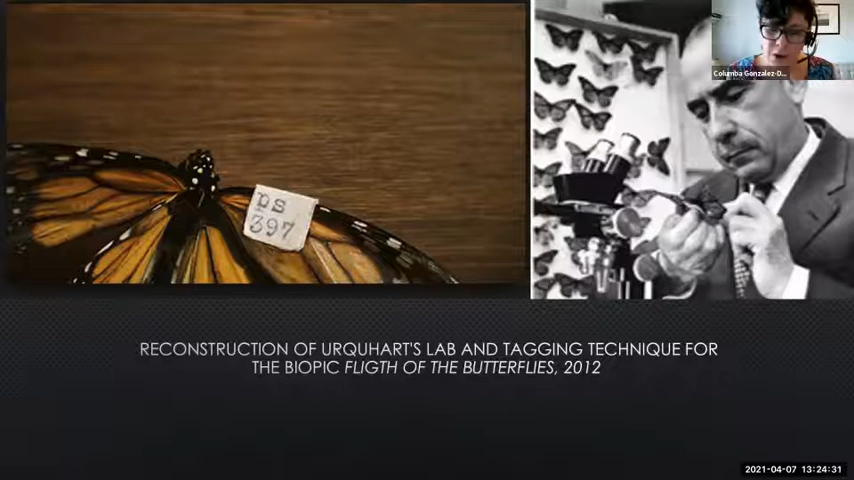 Columba Gonzalez-D...
ps
397
RECONSTRUCTION OF URQUHART'S LAB AND TAGGING TECHNIQUE FOR
THE BIOPIC FLIGTH OF THE BUTTERFLIES, 2012
2021-04-07 13:24:31